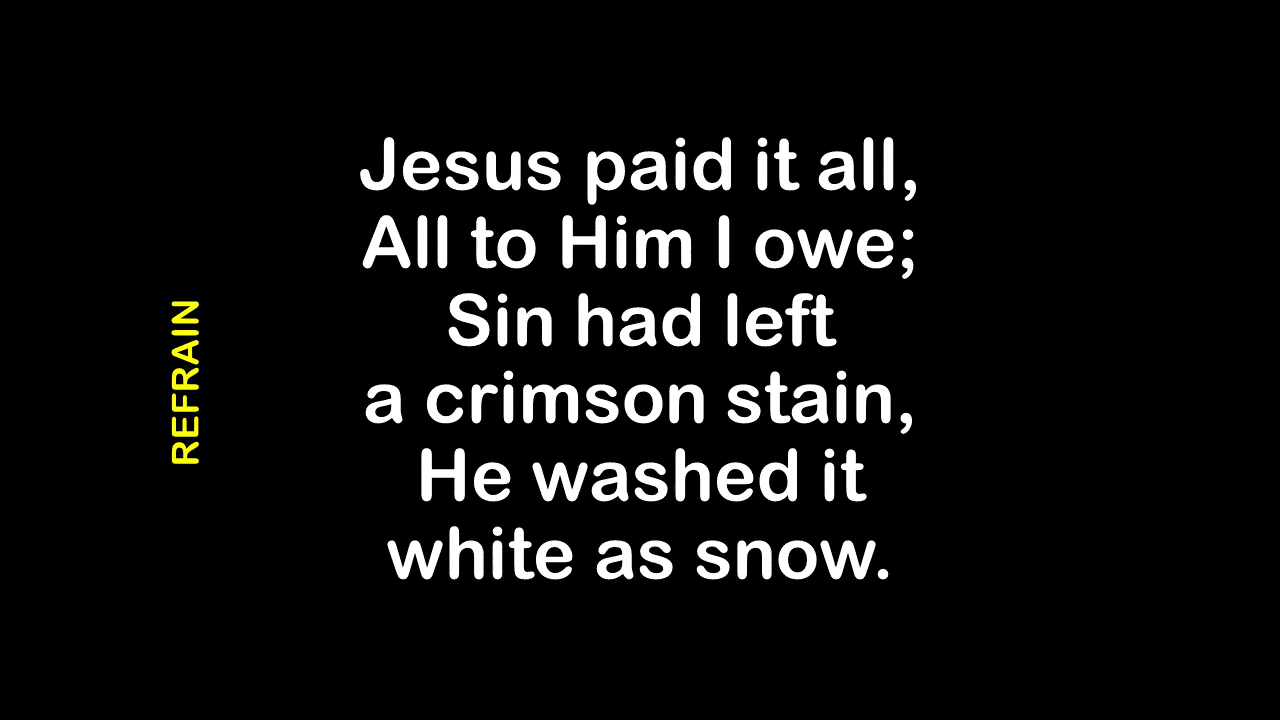 REFRAIN
Jesus paid it all,
All to Him I owe;
Sin had left
a crimson stain,
He washed it
white as snow.